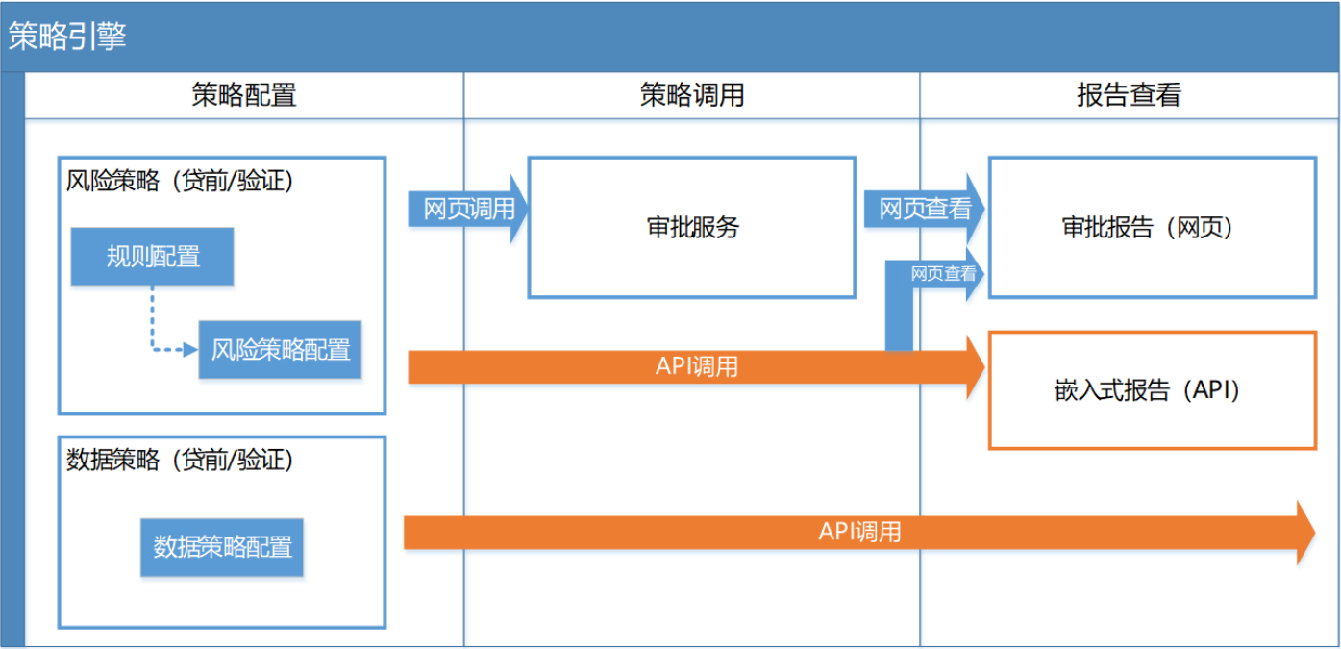 策略引擎
策略配置
策略调用
报告查看
风险策略（贷前/验证）
规则配置
风险策略配置
网页调用
审批服务
网页查看
网页查看
审批报告（网页）
API调用
嵌入式报告（API）
数据策略（贷前/验证）
数据策略配置
API调用